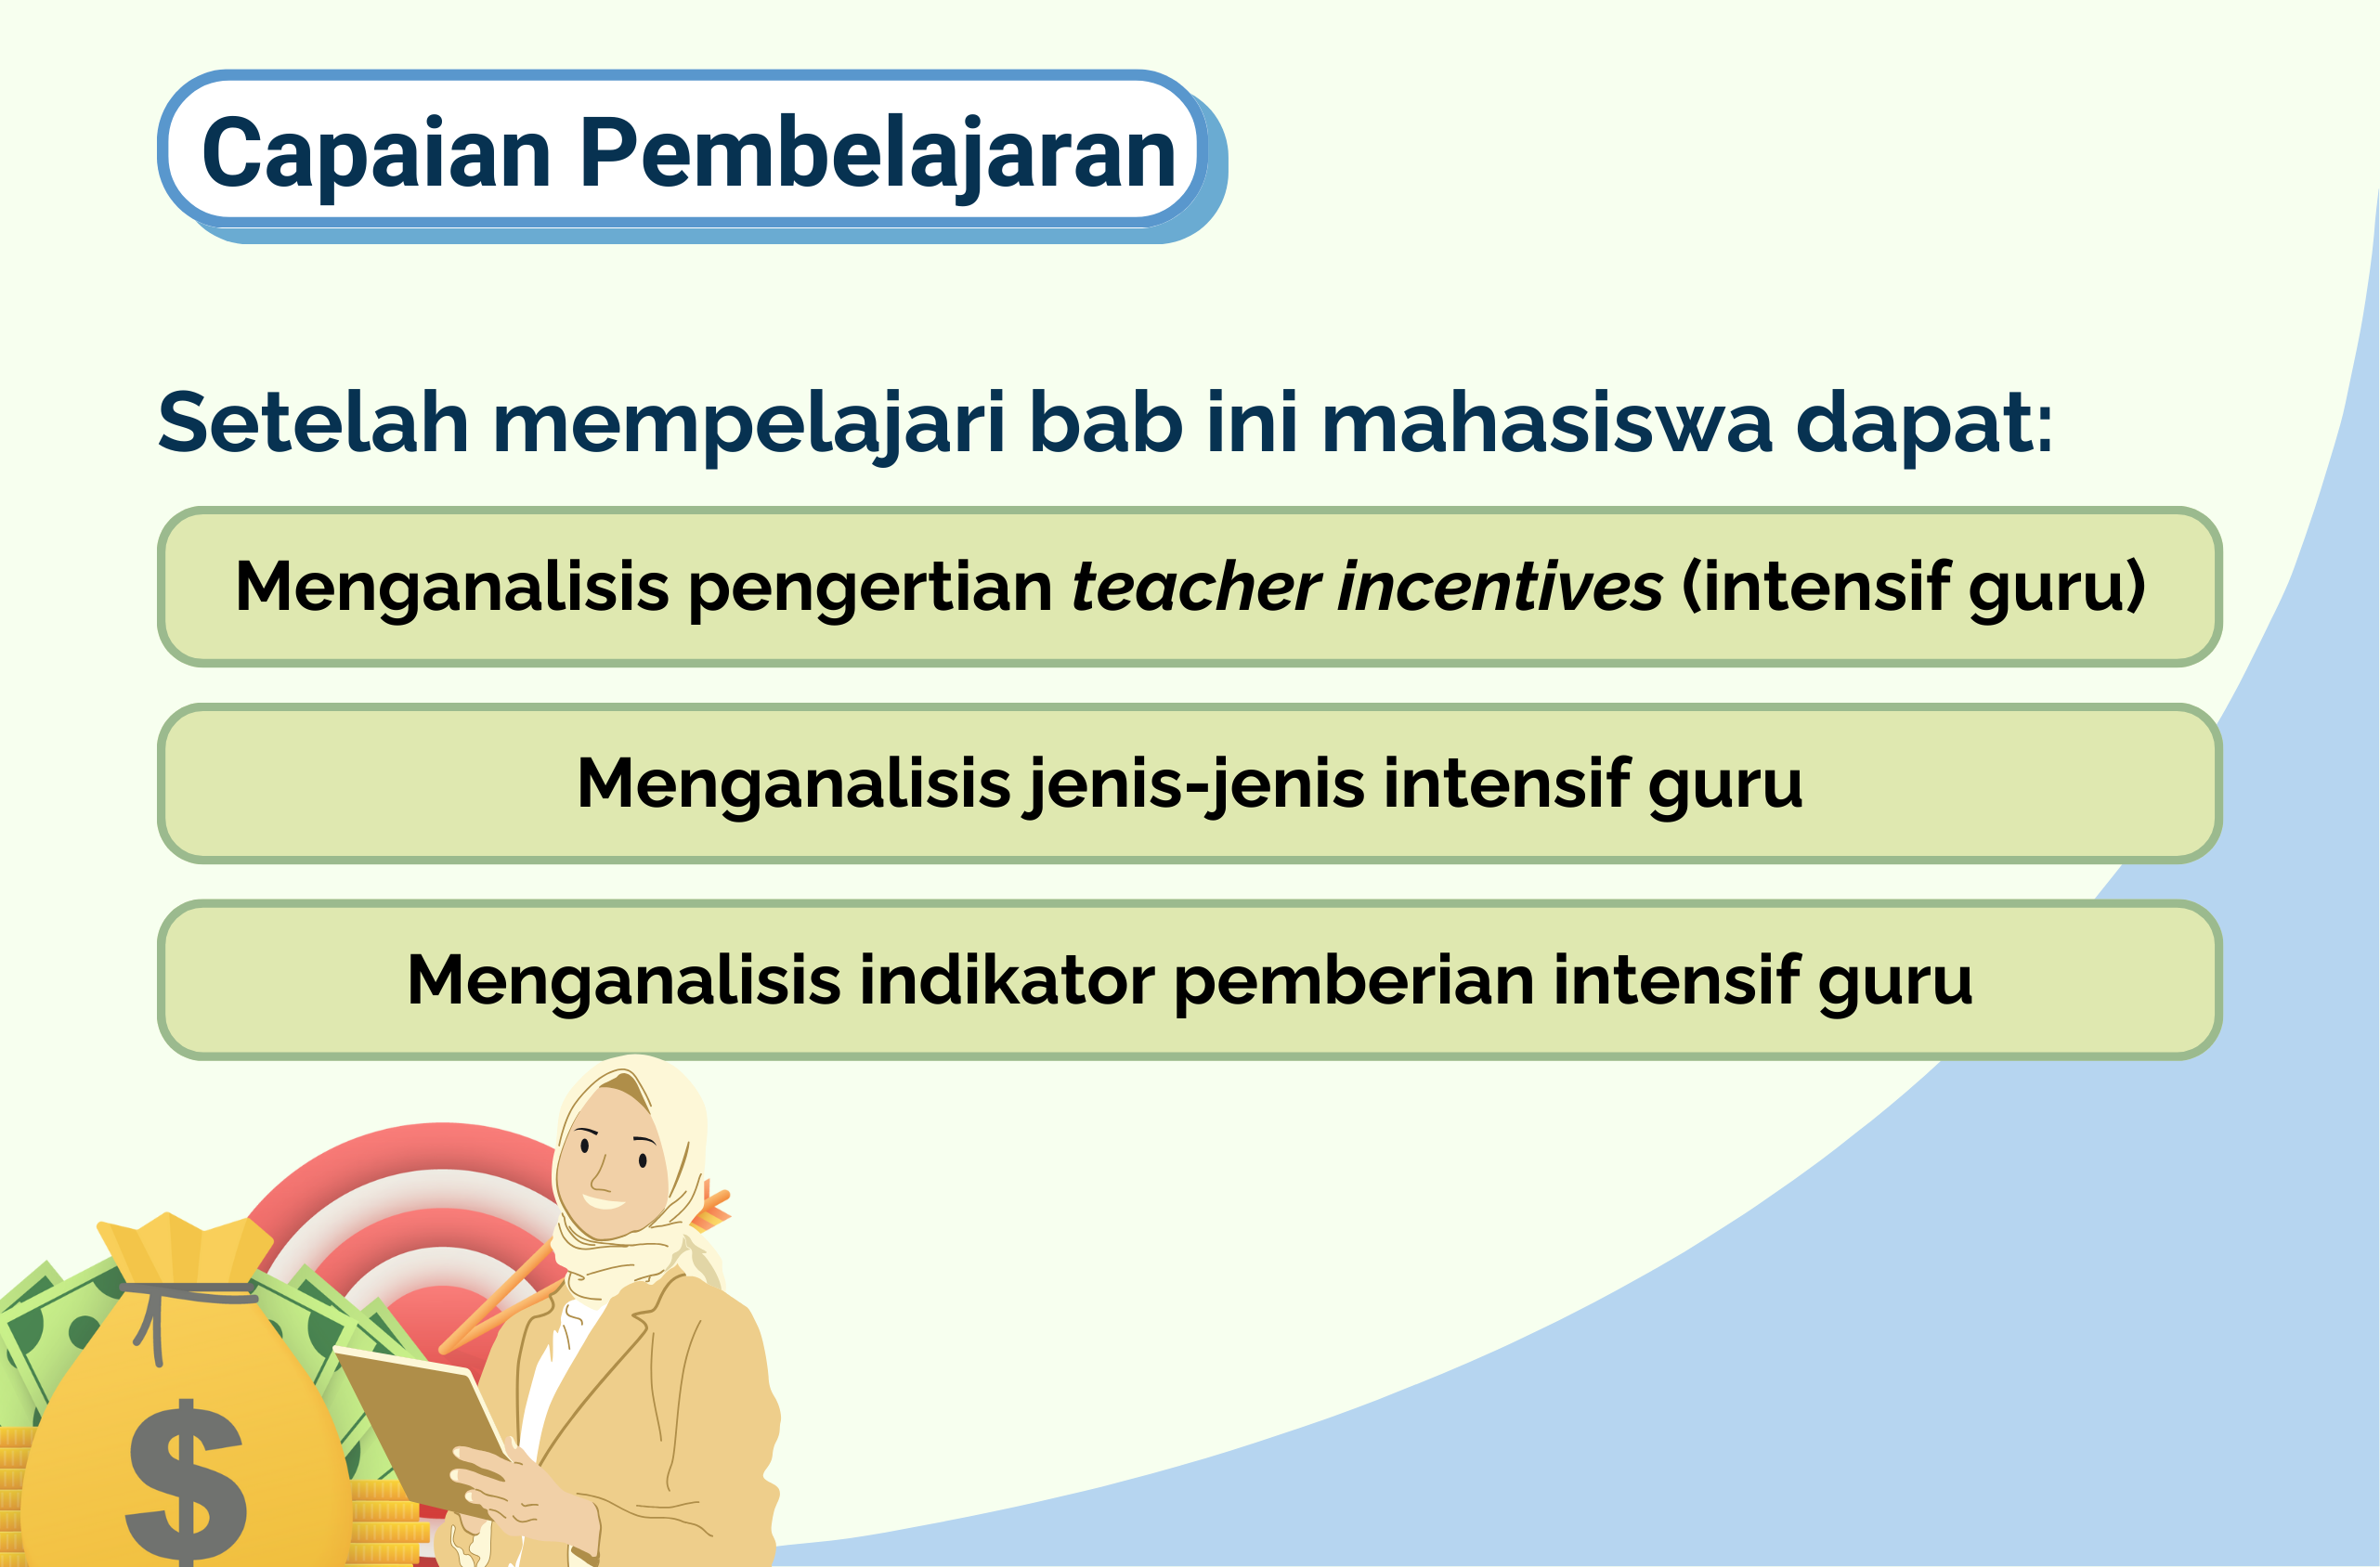 Capaian Pembelajaran
Setelah mempelajari bab ini mahasiswa dapat:
Menganalisis pengertian teacher incentives (intensif guru)
Menganalisis jenis-jenis intensif guru
Menganalisis indikator pemberian intensif guru
$